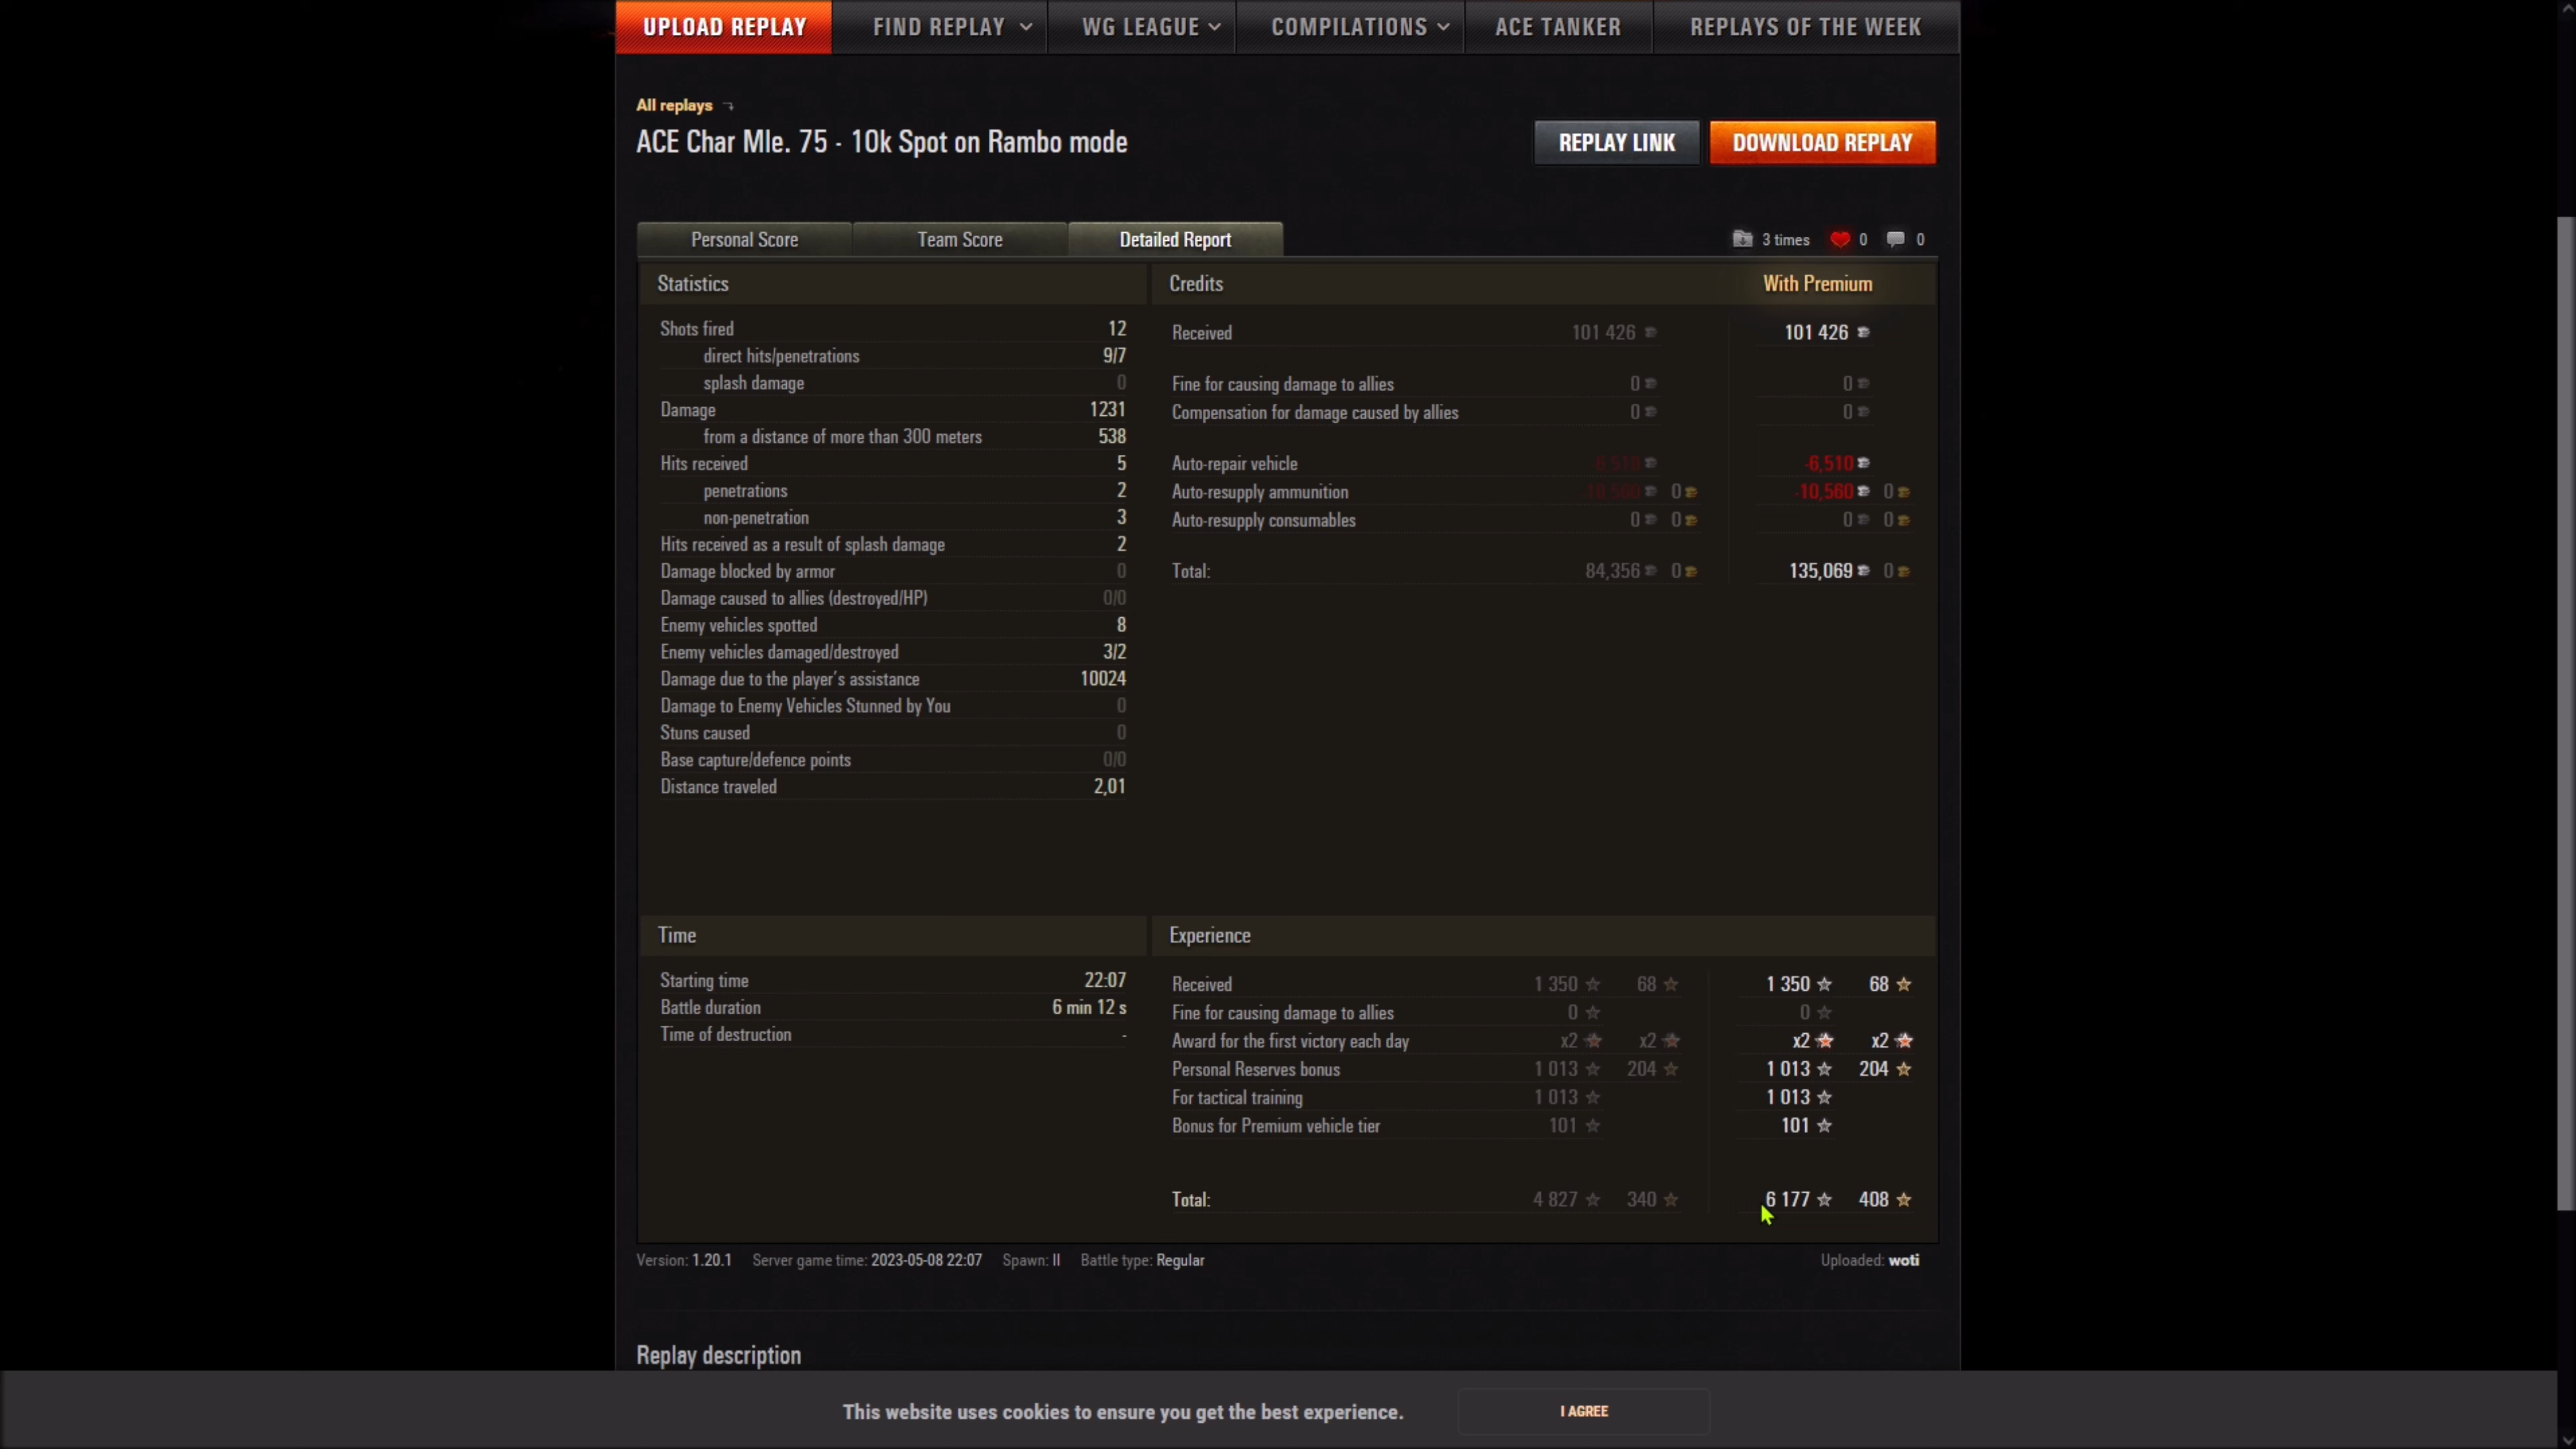 UPLOAD REPLAY FIND REPLAY WG LEAGUE COMPILATIONS ACE TANKER REPLAYS OF THE WEEK
All replays
ACE Char Mle. 75 - 10k Spot on Rambo mode
REPLAY LINK DOWNLOAD REPLAY
Personal Score Team Score Detailed Report 3 times 0 0
Statistics
Shots fired 12
direct hits/penetrations 9/7
splash damage 0
Damage 1231
from a distance of more than 300 meters 538
Hits received 5
penetrations 2
non-penetration 3
Hits received as a result of splash damage 2
Damage blocked by armor 0
Damage caused to allies (destroyed/HP) 0/0
Enemy vehicles spotted 8
Enemy vehicles damaged/destroyed 3/2
Damage due to the player's assistance 10024
Damage to Enemy Vehicles Stunned by You 0
Stuns caused 0
Base capture/defence points 0/0
Distance traveled 2,01
Credits With Premium
Received 101 426 101 426
Fine for causing damage to allies 0 0
Compensation for damage caused by allies 0 0
Auto-repair vehicle 6,510 -6,510
Auto-resupply ammunition 10,560 0 -10,560 0
Auto-resupply consumables 0 0 0 0
Total: 84,356 0 135,069 0
Time
Starting time 22:07
Battle duration 6 min 12 s
Time of destruction -
Experience
Received 1 350 68 1 350 68
Fine for causing damage to allies 0 0
Award for the first victory each day x2 x2 x2 x2
Personal Reserves bonus 1 013 204 1 013 204
For tactical training 1 013 1 013
Bonus for Premium vehicle tier 101 101
Total: 4 827 340 6 177 408
Version: 1.20.1 Server game time: 2023-05-08 22:07 Spawn: II Battle type: Regular Uploaded: woti
Replay description
This website uses cookies to ensure you get the best experience. I AGREE